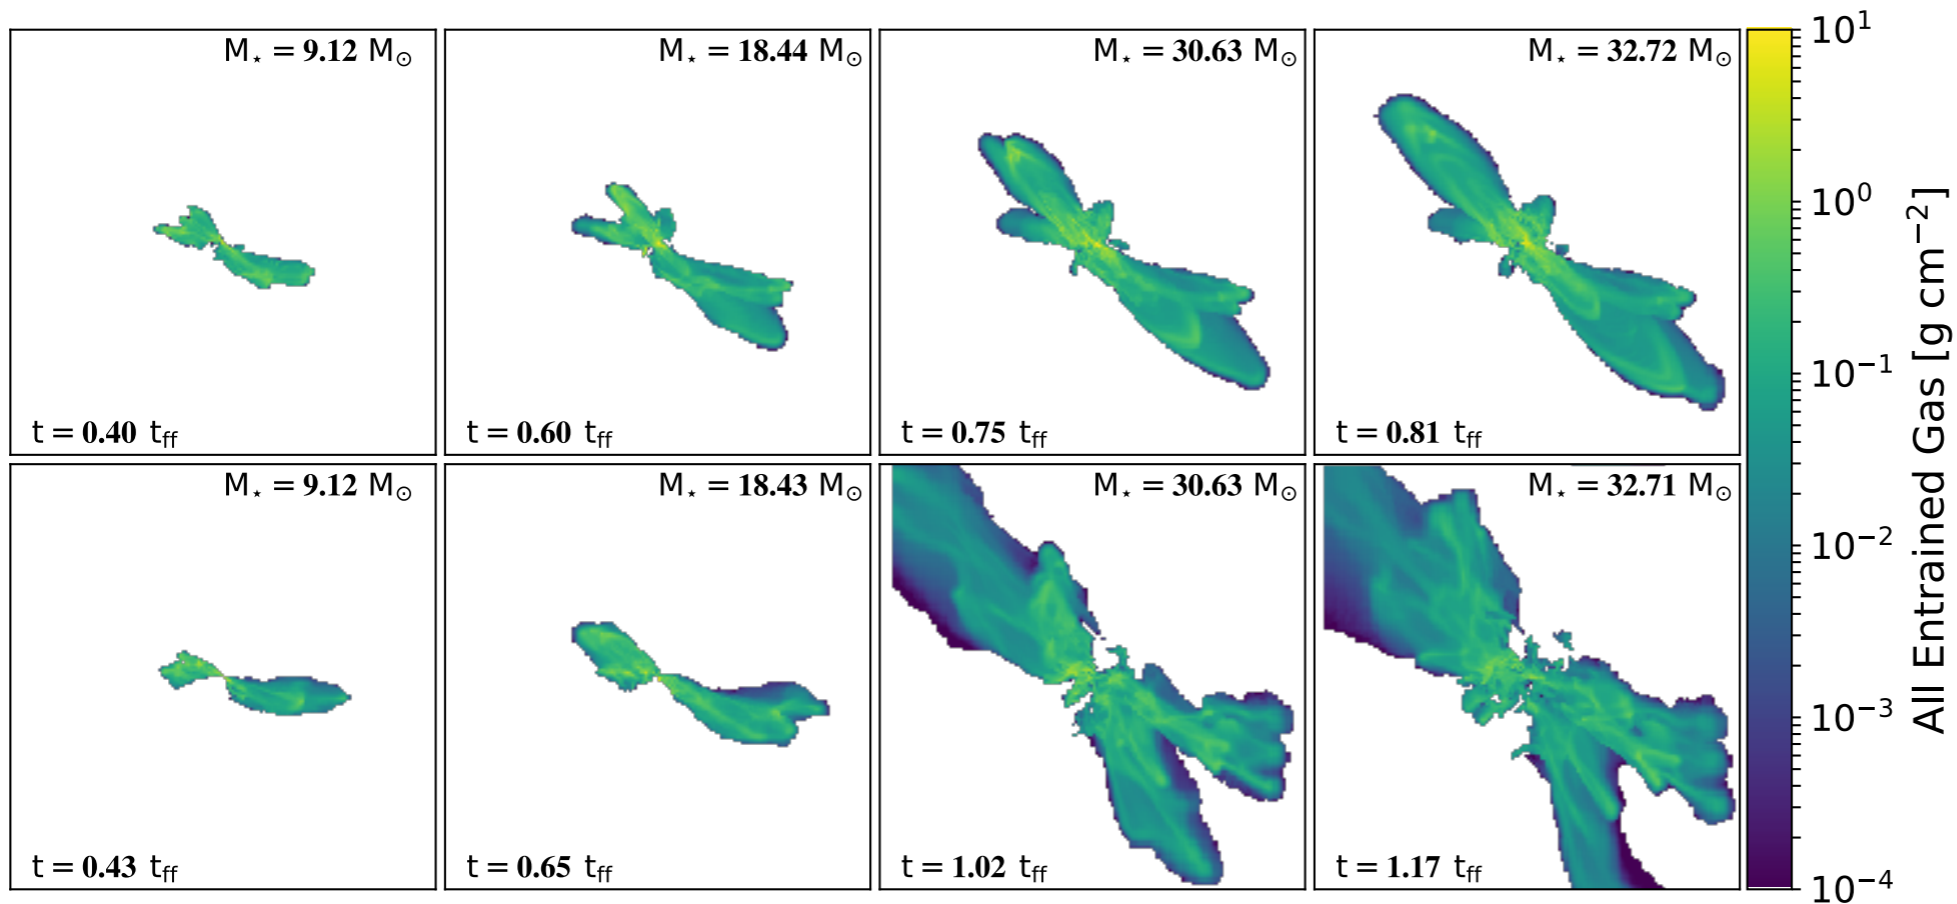 M⋆ = 9.12 M⊙
M⋆ = 18.44 M⊙
M⋆ = 30.63 M⊙
M⋆ = 32.72 M⊙
t = 0.40 tff
t = 0.60 tff
t = 0.75 tff
t = 0.81 tff
M⋆ = 9.12 M⊙
M⋆ = 18.43 M⊙
M⋆ = 30.63 M⊙
M⋆ = 32.71 M⊙
t = 0.43 tff
t = 0.65 tff
t = 1.02 tff
t = 1.17 tff
10¹
10⁰
10⁻¹
10⁻²
10⁻³
10⁻⁴
All Entrained Gas [g cm⁻²]